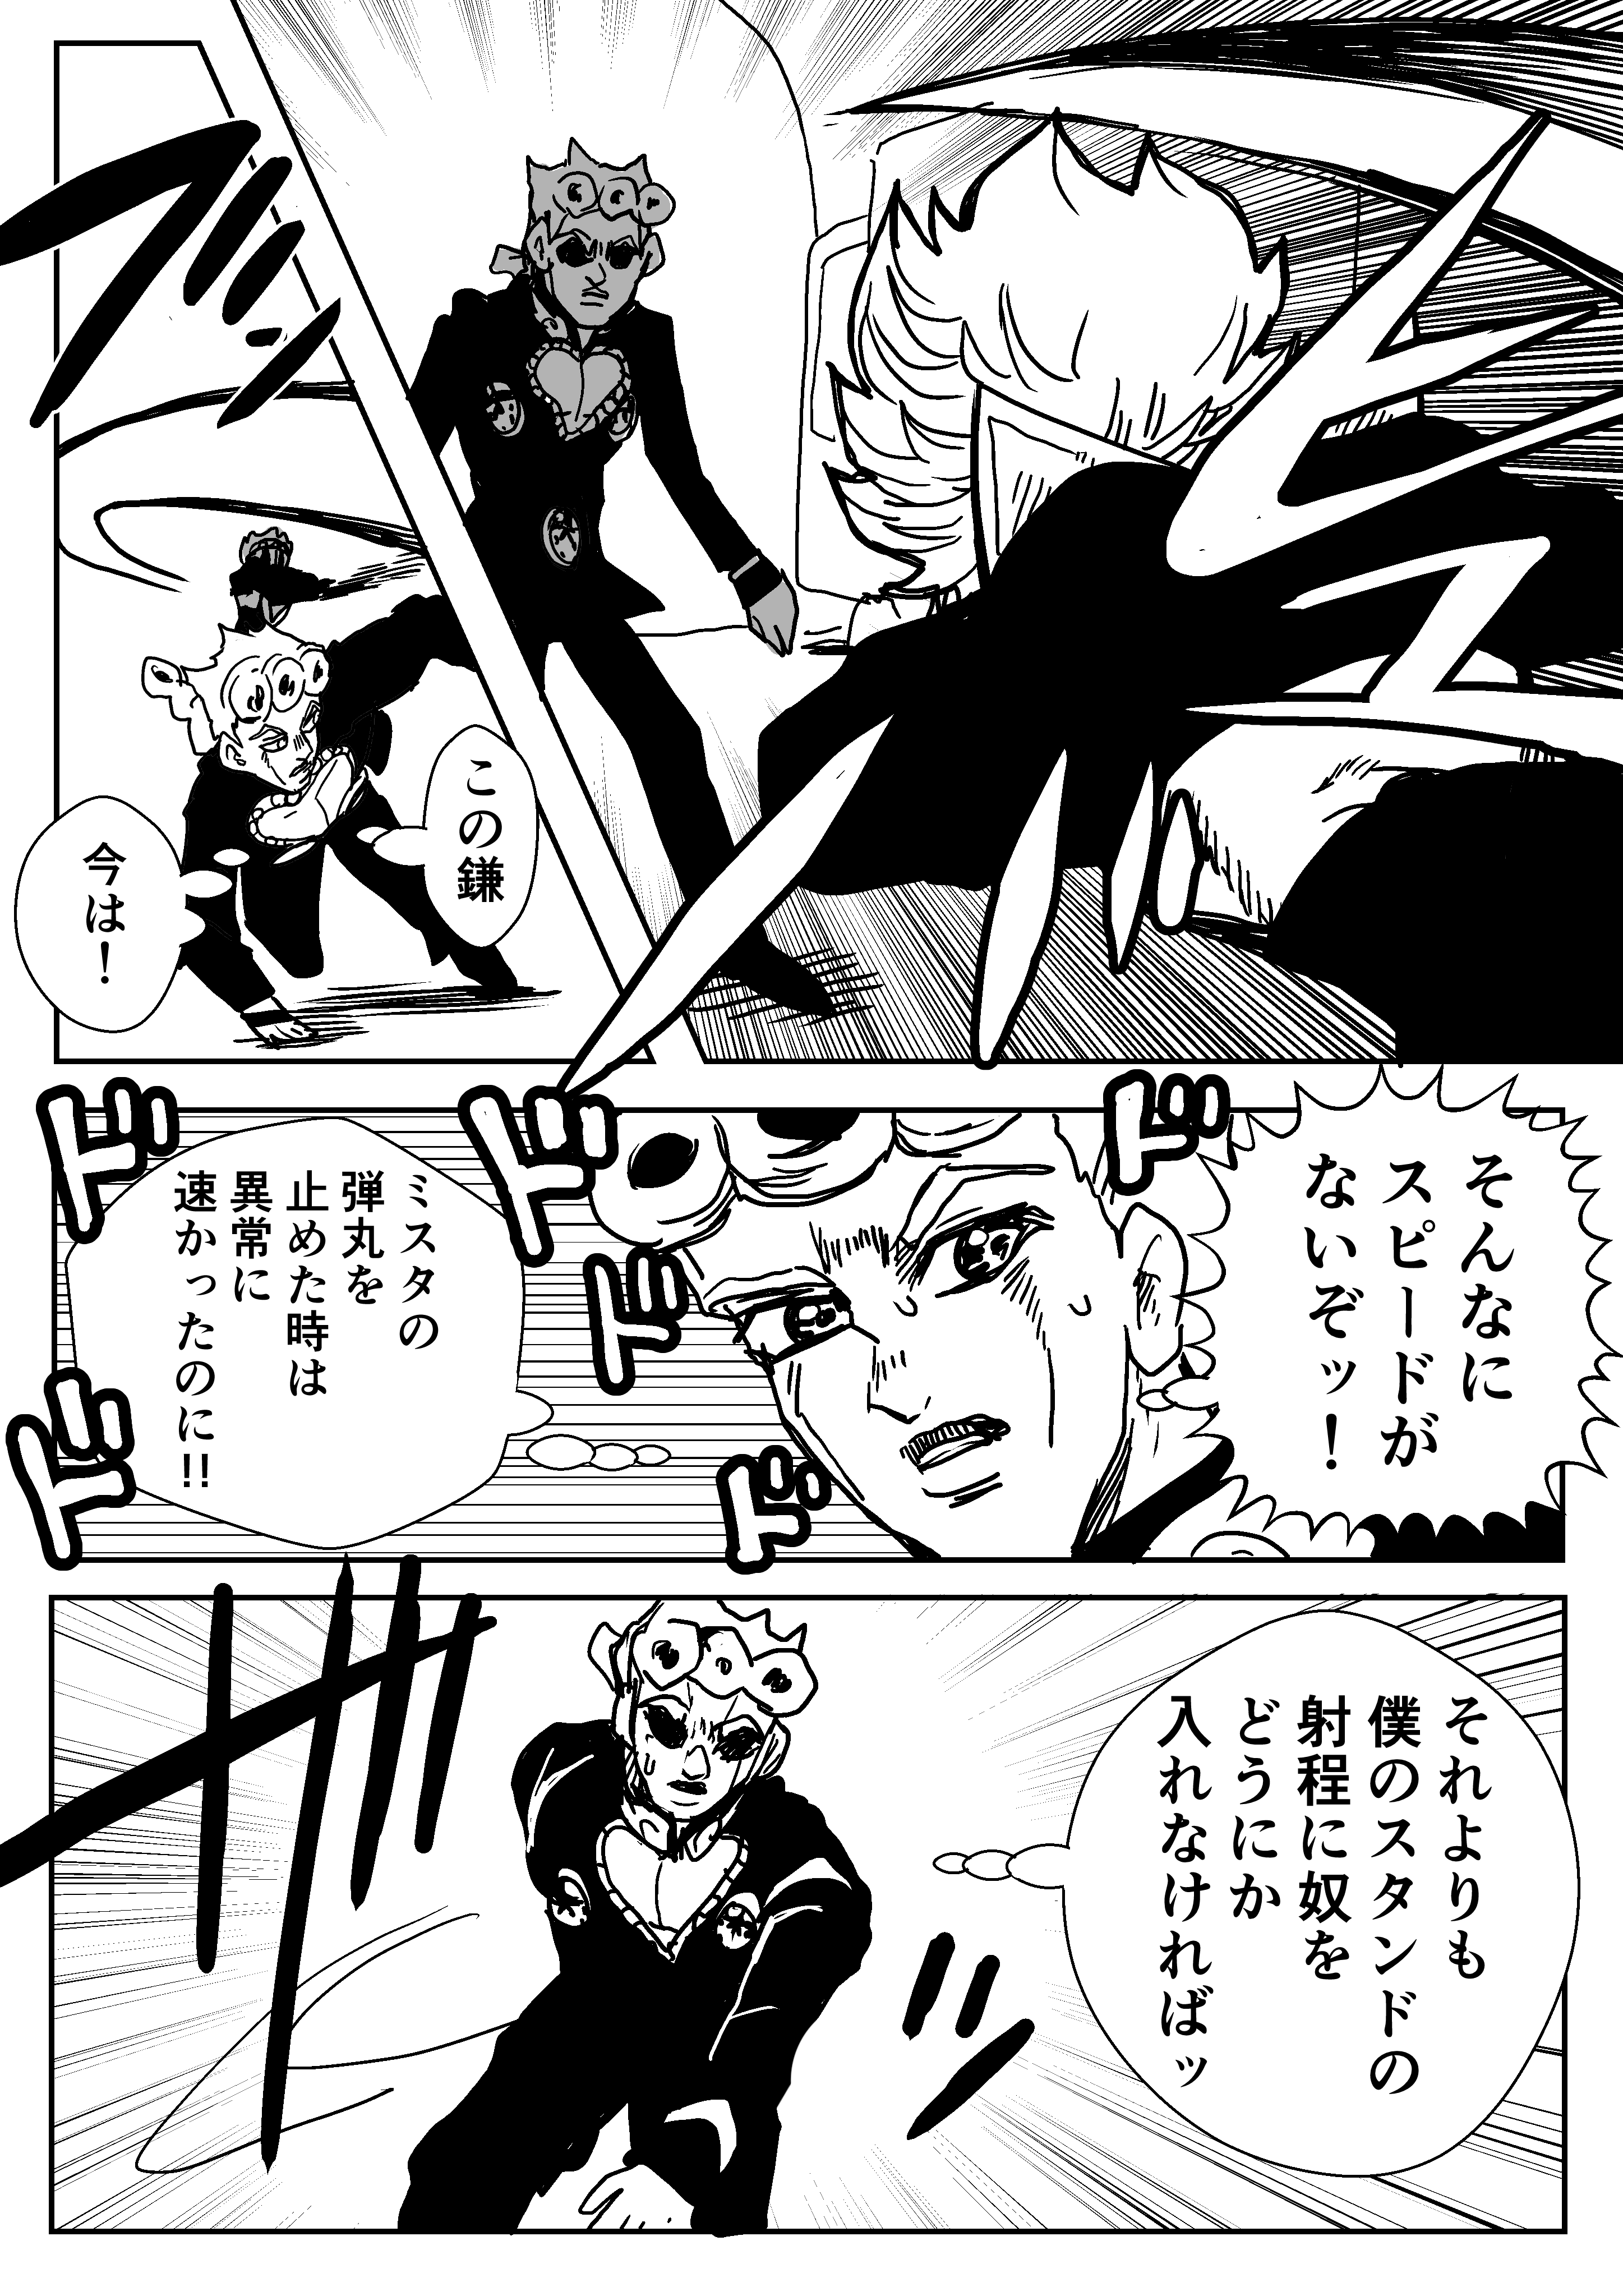 ブンッ
この鎌
今は！
そんなに
スピードが
ないぞッ！
ドドドドドド
ミスタの
弾丸を
止めた時は
異常に
速かったのに!!
それよりも
僕のスタンドの
射程に奴を
どうにか
入れなければッ